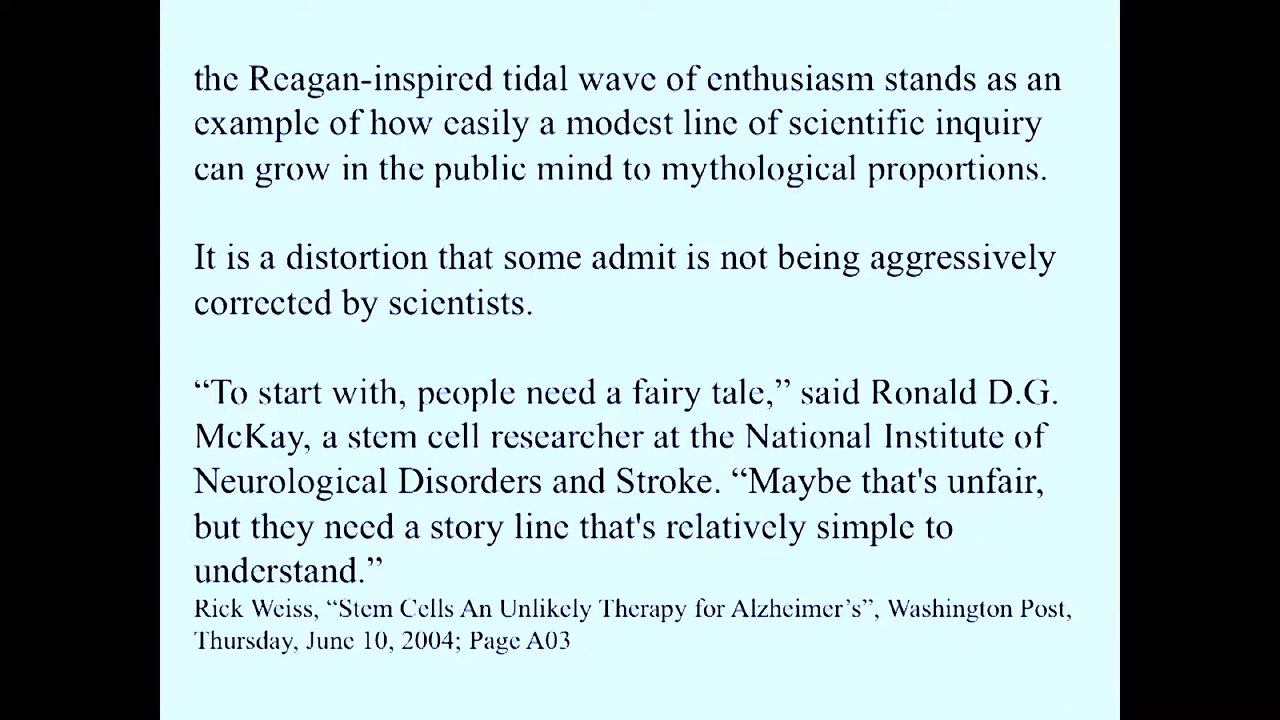 the Reagan-inspired tidal wave of enthusiasm stands as an
example of how easily a modest line of scientific inquiry
can grow in the public mind to mythological proportions.
It is a distortion that some admit is not being aggressively
corrected by scientists.
“To start with, people need a fairy tale,” said Ronald D.G.
McKay, a stem cell researcher at the National Institute of
Neurological Disorders and Stroke. “Maybe that's unfair,
but they need a story line that's relatively simple to
understand.”
Rick Weiss, “Stem Cells An Unlikely Therapy for Alzheimer’s”, Washington Post,
Thursday, June 10, 2004; Page A03